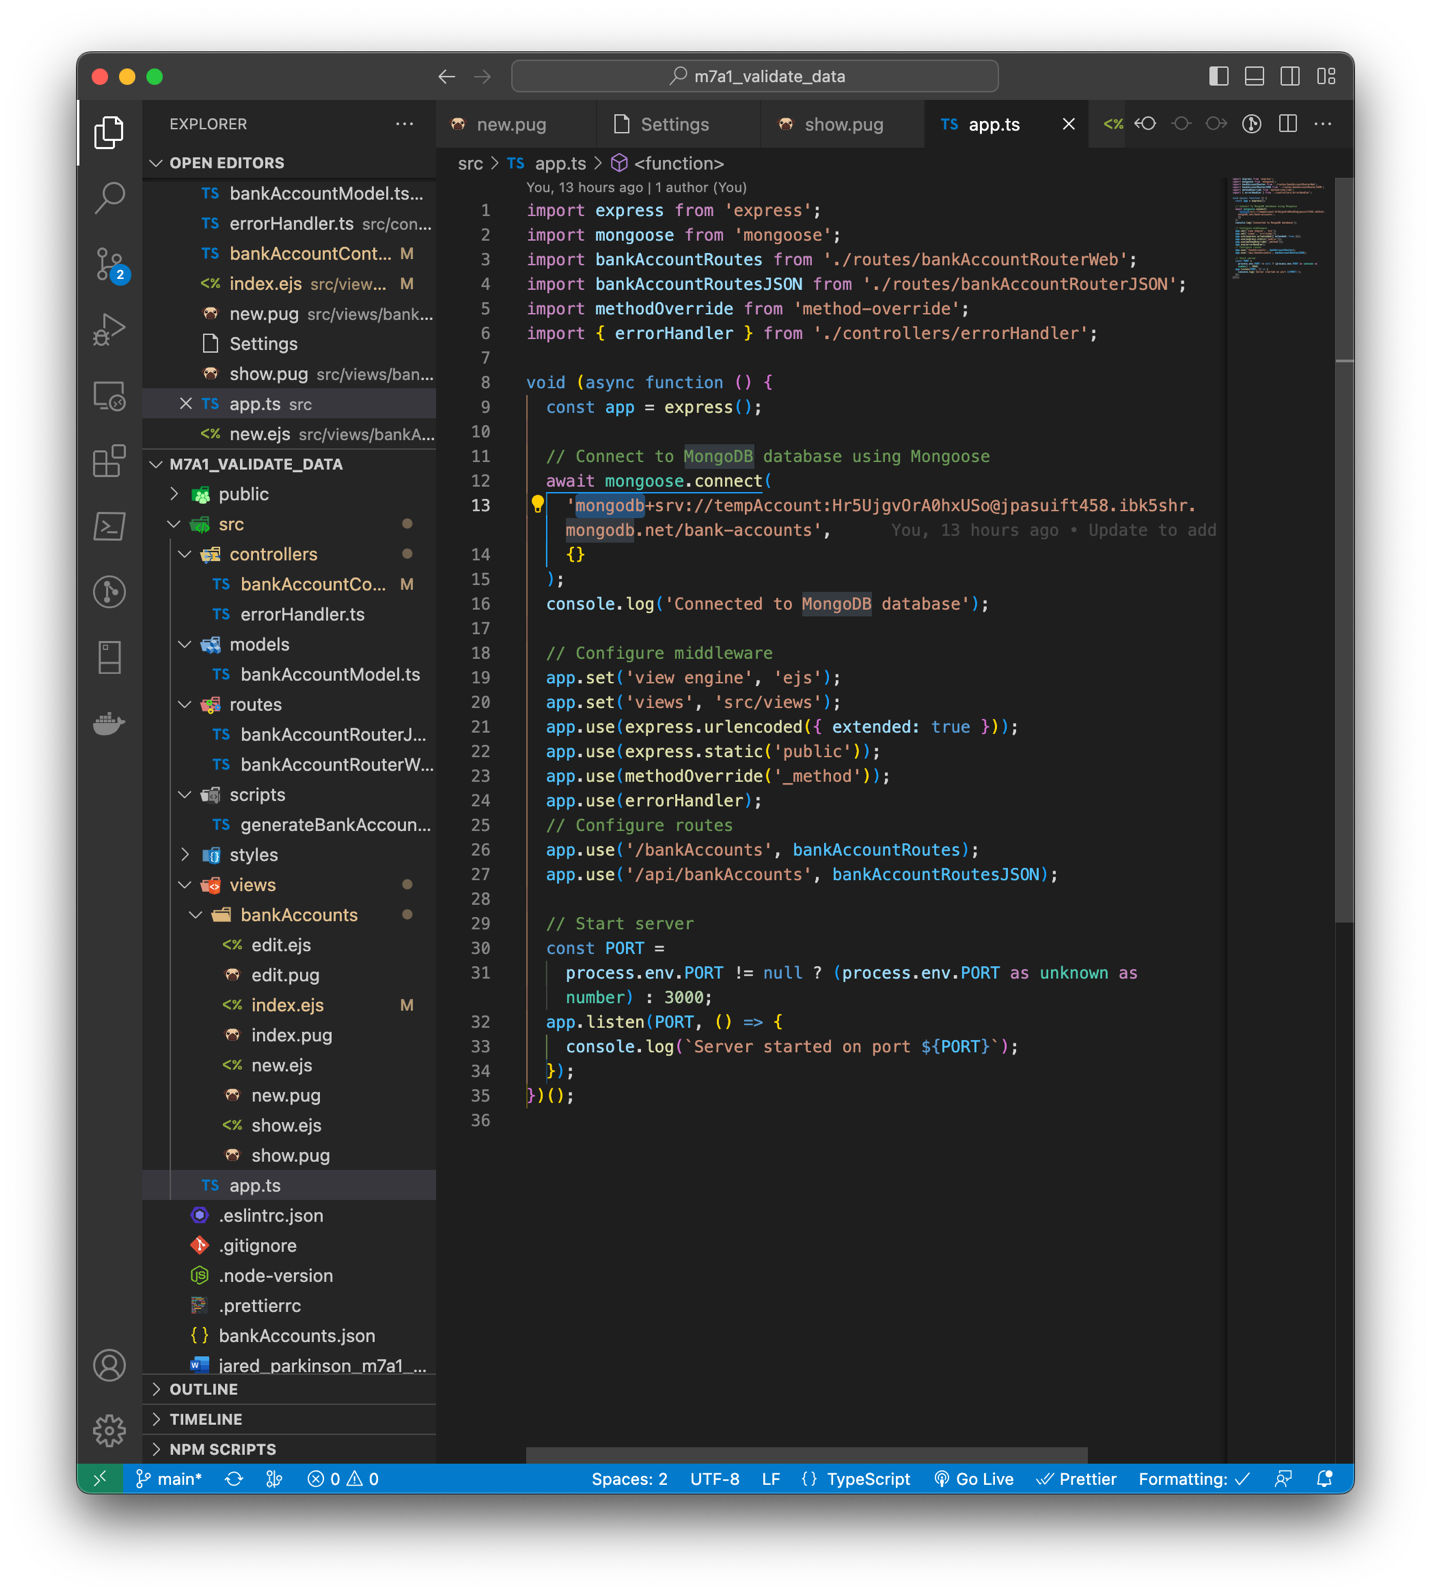 m7a1_validate_data
EXPLORER
OPEN EDITORS
TS bankAccountModel.ts...
TS errorHandler.ts src/con...
TS bankAccountCont... M
<% index.ejs src/view... M
new.pug src/views/bank...
Settings
show.pug src/views/ban...
TS app.ts src
<% new.ejs src/views/bankA...
M7A1_VALIDATE_DATA
public
src
controllers
TS bankAccountCo... M
TS errorHandler.ts
models
TS bankAccountModel.ts
routes
TS bankAccountRouterJ...
TS bankAccountRouterW...
scripts
TS generateBankAccoun...
styles
views
bankAccounts
<% edit.ejs
edit.pug
<% index.ejs M
index.pug
<% new.ejs
new.pug
<% show.ejs
show.pug
TS app.ts
.eslintrc.json
.gitignore
.node-version
.prettierrc
{} bankAccounts.json
jared_parkinson_m7a1_...
OUTLINE
TIMELINE
NPM SCRIPTS
2
new.pug Settings show.pug TS app.ts <%
src > TS app.ts > <function>
You, 13 hours ago | 1 author (You)
1 import express from 'express';
2 import mongoose from 'mongoose';
3 import bankAccountRoutes from './routes/bankAccountRouterWeb';
4 import bankAccountRoutesJSON from './routes/bankAccountRouterJSON';
5 import methodOverride from 'method-override';
6 import { errorHandler } from './controllers/errorHandler';
7
8 void (async function () {
9 const app = express();
10
11 // Connect to MongoDB database using Mongoose
12 await mongoose.connect(
13 'mongodb+srv://tempAccount:Hr5UjgvOrA0hxUSo@jpasuift458.ibk5shr.
mongodb.net/bank-accounts', You, 13 hours ago • Update to add
14 {}
15 );
16 console.log('Connected to MongoDB database');
17
18 // Configure middleware
19 app.set('view engine', 'ejs');
20 app.set('views', 'src/views');
21 app.use(express.urlencoded({ extended: true }));
22 app.use(express.static('public'));
23 app.use(methodOverride('_method'));
24 app.use(errorHandler);
25 // Configure routes
26 app.use('/bankAccounts', bankAccountRoutes);
27 app.use('/api/bankAccounts', bankAccountRoutesJSON);
28
29 // Start server
30 const PORT =
31 process.env.PORT != null ? (process.env.PORT as unknown as
number) : 3000;
32 app.listen(PORT, () => {
33 console.log(`Server started on port ${PORT}`);
34 });
35 })();
36
main* 0 0 Spaces: 2 UTF-8 LF {} TypeScript Go Live Prettier Formatting: